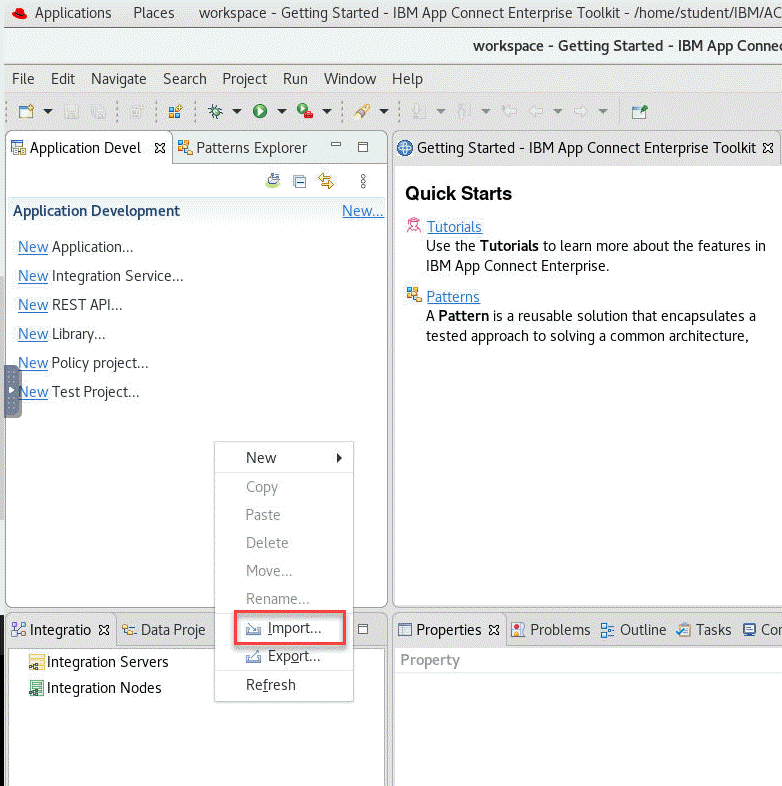 Applications Places workspace - Getting Started - IBM App Connect Enterprise Toolkit - /home/student/IBM/AC
workspace - Getting Started - IBM App Conne
File Edit Navigate Search Project Run Window Help
Application Devel Patterns Explorer
Getting Started - IBM App Connect Enterprise Toolkit
Application Development New...
New Application...
New Integration Service...
New REST API...
New Library...
New Policy project...
New Test Project...
Quick Starts
Tutorials
Use the Tutorials to learn more about the features in
IBM App Connect Enterprise.
Patterns
A Pattern is a reusable solution that encapsulates a
tested approach to solving a common architecture,
New
Copy
Paste
Delete
Move...
Rename...
Import...
Export...
Refresh
Integratio Data Proje
Integration Servers
Integration Nodes
Properties Problems Outline Tasks Con
Property